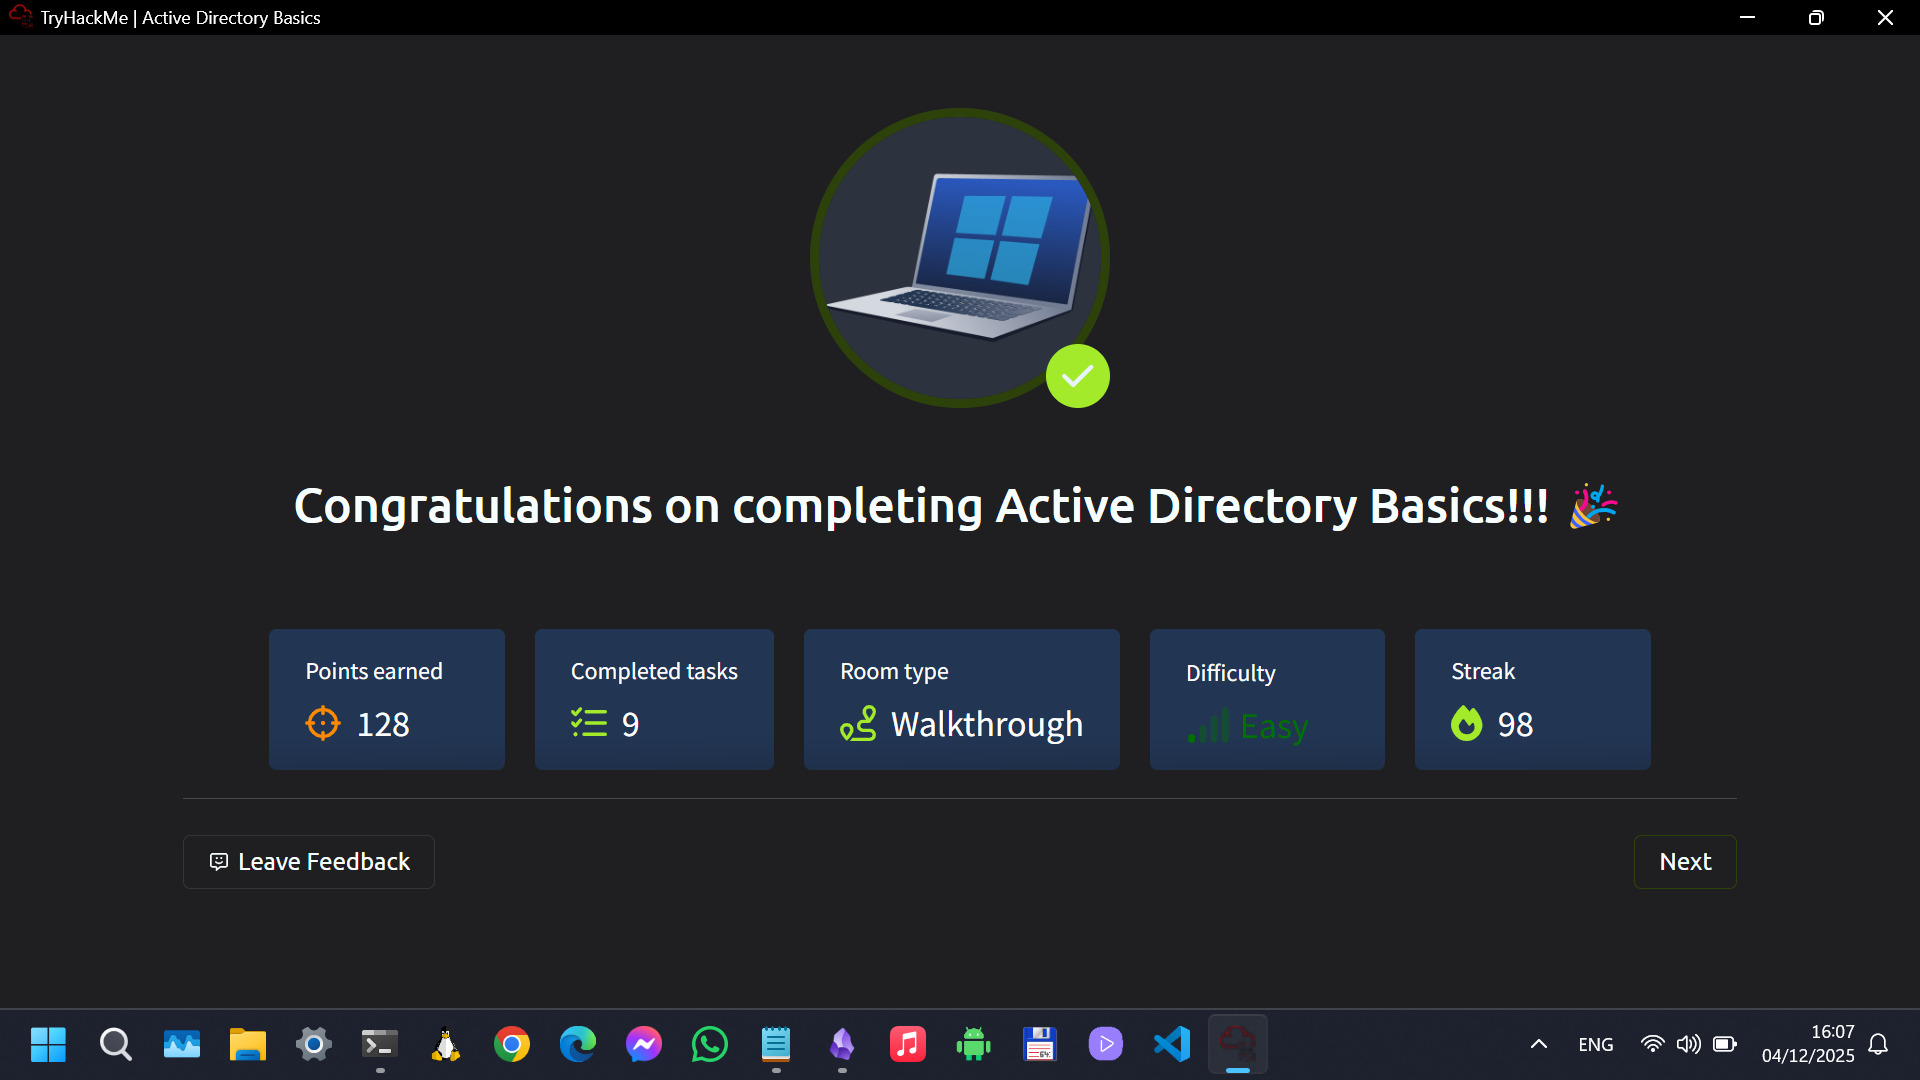 TryHackMe | Active Directory Basics
Congratulations on completing Active Directory Basics!!! 🎉
Points earned
128
Completed tasks
9
Room type
Walkthrough
Difficulty
Easy
Streak
98
Leave Feedback
Next
64
ENG
16:07
04/12/2025